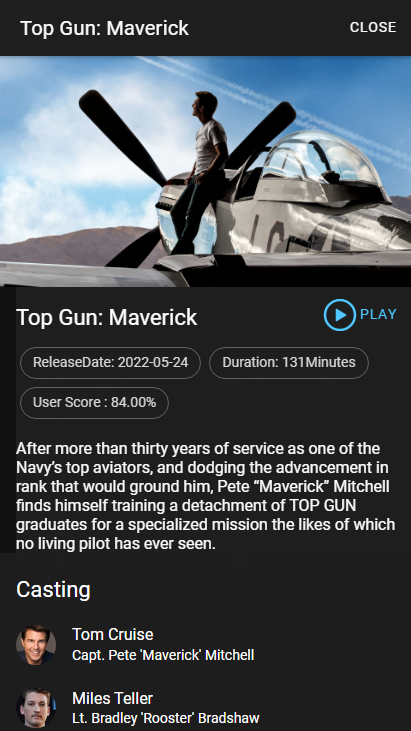 Top Gun: Maverick
CLOSE
Top Gun: Maverick
PLAY
ReleaseDate: 2022-05-24
Duration: 131Minutes
User Score : 84.00%
After more than thirty years of service as one of the
Navy’s top aviators, and dodging the advancement in
rank that would ground him, Pete “Maverick” Mitchell
finds himself training a detachment of TOP GUN
graduates for a specialized mission the likes of which
no living pilot has ever seen.
Casting
Tom Cruise
Capt. Pete 'Maverick' Mitchell
Miles Teller
Lt. Bradley 'Rooster' Bradshaw